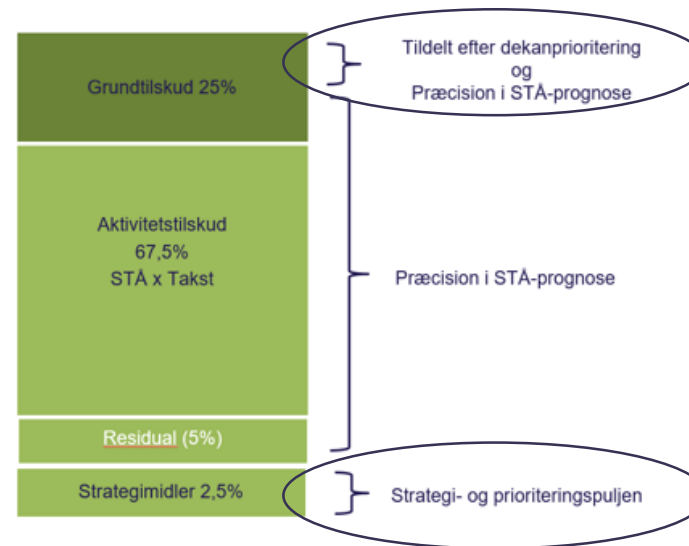 Grundtilskud 25%
Tildelt efter dekanprioritering
og
Præcision i STÅ-prognose
Aktivitetstilskud
67,5%
STÅ x Takst
Præcision i STÅ-prognose
Residual (5%)
Strategimidler 2,5%
Strategi- og prioriteringspuljen